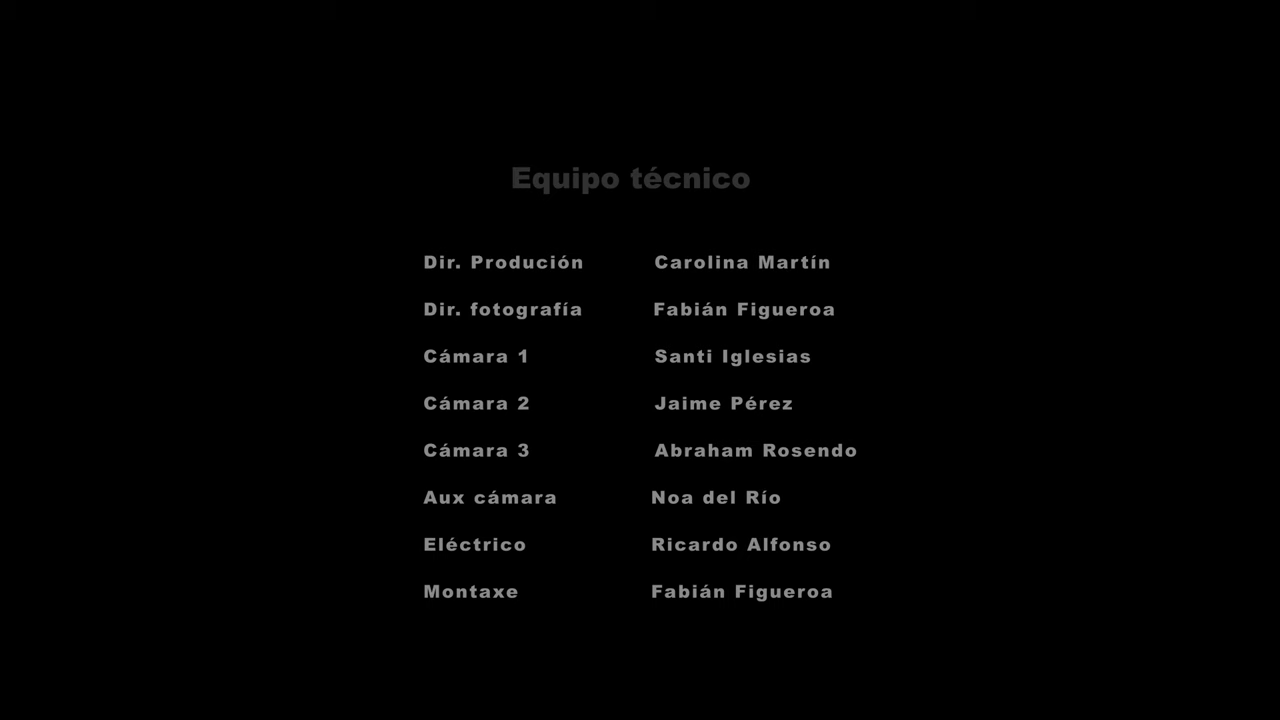 Equipo técnico
Dir. Produción Carolina Martín
Dir. fotografía Fabián Figueroa
Cámara 1 Santi Iglesias
Cámara 2 Jaime Pérez
Cámara 3 Abraham Rosendo
Aux cámara Noa del Río
Eléctrico Ricardo Alfonso
Montaxe Fabián Figueroa